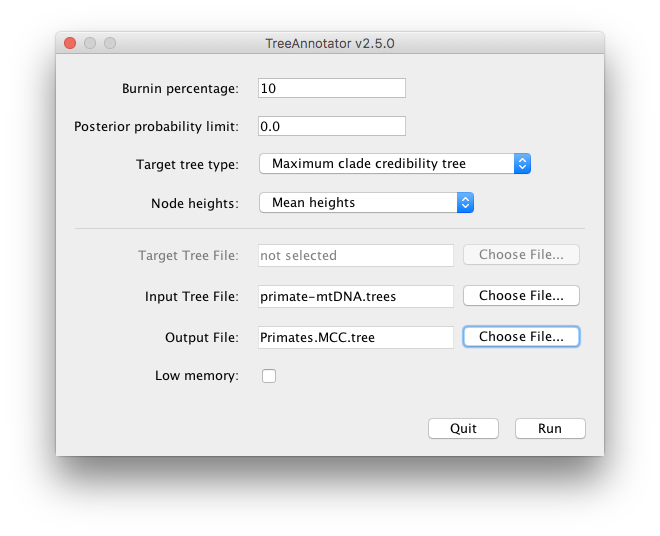 TreeAnnotator v2.5.0
Burnin percentage: 10
Posterior probability limit: 0.0
Target tree type: Maximum clade credibility tree
Node heights: Mean heights
Target Tree File: not selected Choose File...
Input Tree File: primate-mtDNA.trees Choose File...
Output File: Primates.MCC.tree Choose File...
Low memory:
Quit Run